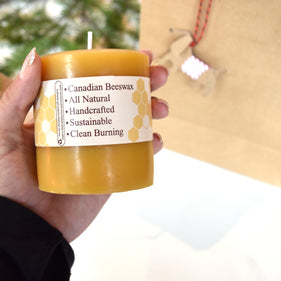 •Canadian Beeswax
•All Natural
•Handcrafted
•Sustainable
•Clean Burning